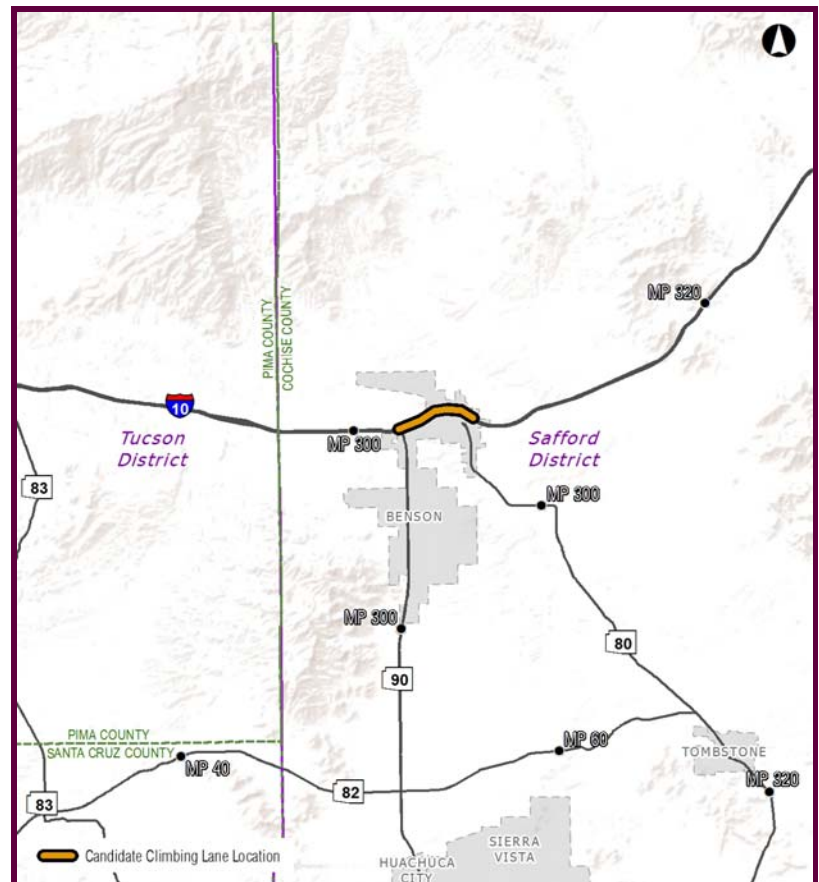 PIMA COUNTY
COCHISE COUNTY
MP 320
10
Tucson
District
MP 300
Safford
District
83
MP 300
BENSON
MP 300
80
90
PIMA COUNTY
SANTA CRUZ COUNTY
MP 40
MP 60
TOMBSTONE
82
MP 320
83
Candidate Climbing Lane Location
SIERRA
VISTA
HUACHUCA
CITY